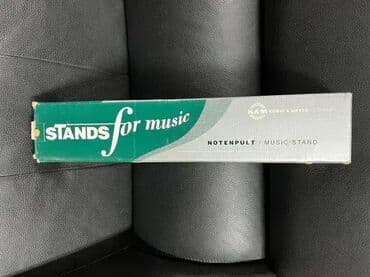 STANDS for music
K&M
NOTENPULT / MUSIC STAND